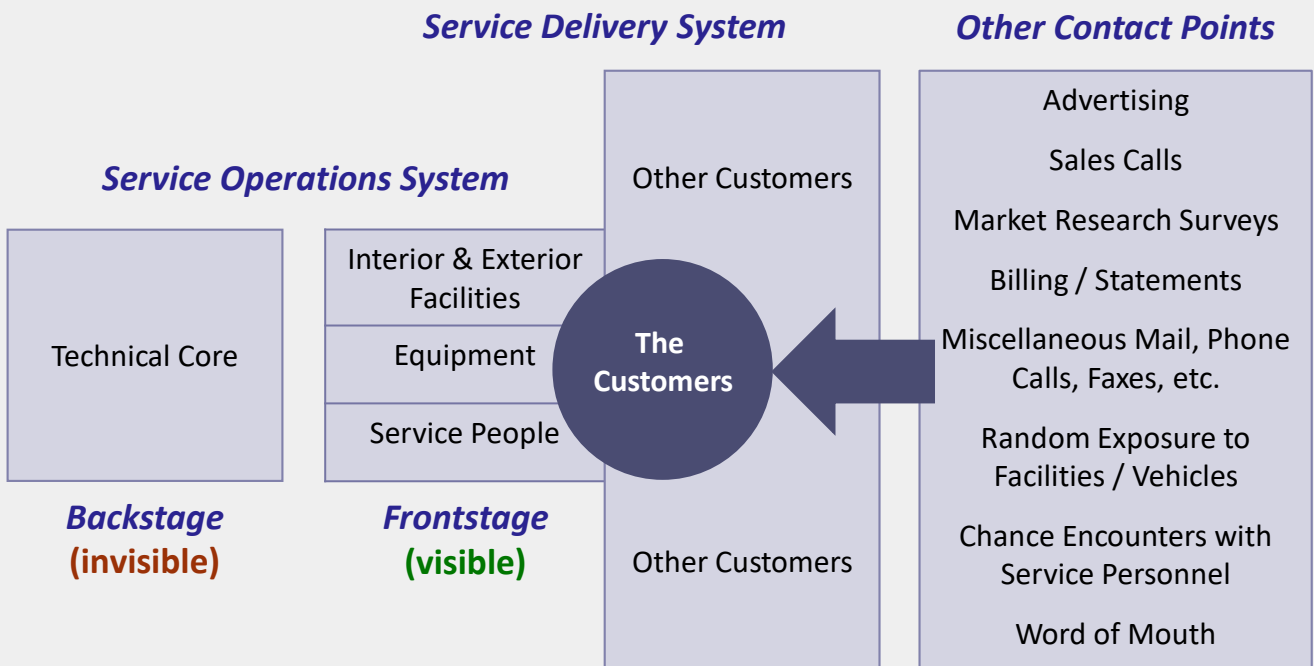 Service Delivery System
Other Contact Points
Service Operations System
Technical Core
Backstage
(invisible)
Interior & Exterior
Facilities
Equipment
Service People
Frontstage
(visible)
Other Customers
The
Customers
Other Customers
Advertising
Sales Calls
Market Research Surveys
Billing / Statements
Miscellaneous Mail, Phone
Calls, Faxes, etc.
Random Exposure to
Facilities / Vehicles
Chance Encounters with
Service Personnel
Word of Mouth